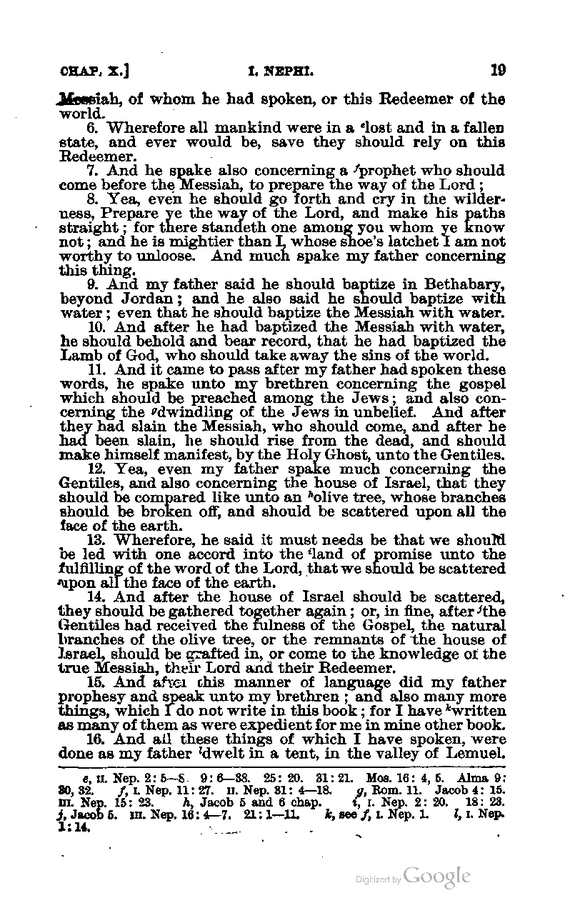 CHAP. X.] I. NEPHI. 19
Messiah, of whom he had spoken, or this Redeemer of the
world.
6. Wherefore all mankind were in a ᵉlost and in a fallen
state, and ever would be, save they should rely on this
Redeemer.
7. And he spake also concerning a ᶠprophet who should
come before the Messiah, to prepare the way of the Lord;
8. Yea, even he should go forth and cry in the wilder-
ness, Prepare ye the way of the Lord, and make his paths
straight; for there standeth one among you whom ye know
not; and he is mightier than I, whose shoe's latchet I am not
worthy to unloose. And much spake my father concerning
this thing.
9. And my father said he should baptize in Bethabary,
beyond Jordan; and he also said he should baptize with
water; even that he should baptize the Messiah with water.
10. And after he had baptized the Messiah with water,
he should behold and bear record, that he had baptized the
Lamb of God, who should take away the sins of the world.
11. And it came to pass after my father had spoken these
words, he spake unto my brethren concerning the gospel
which should be preached among the Jews; and also con-
cerning the ᵍdwindling of the Jews in unbelief. And after
they had slain the Messiah, who should come, and after he
had been slain, he should rise from the dead, and should
make himself manifest, by the Holy Ghost, unto the Gentiles.
12. Yea, even my father spake much concerning the
Gentiles, and also concerning the house of Israel, that they
should be compared like unto an ʰolive tree, whose branches
should be broken off, and should be scattered upon all the
face of the earth.
13. Wherefore, he said it must needs be that we should
be led with one accord into the ⁱland of promise unto the
fulfilling of the word of the Lord, that we should be scattered
upon all the face of the earth.
14. And after the house of Israel should be scattered,
they should be gathered together again; or, in fine, after ʲthe
Gentiles had received the fulness of the Gospel, the natural
branches of the olive tree, or the remnants of the house of
Israel, should be grafted in, or come to the knowledge of the
true Messiah, their Lord and their Redeemer.
15. And after this manner of language did my father
prophesy and speak unto my brethren; and also many more
things, which I do not write in this book; for I have ᵏwritten
as many of them as were expedient for me in mine other book.
16. And all these things of which I have spoken, were
done as my father ˡdwelt in a tent, in the valley of Lemuel.
e, II. Nep. 2: 5—8. 9: 6—38. 25: 20. 31: 21. Mos. 16: 4, 5. Alma 9:
30, 32. f, I. Nep. 11: 27. II. Nep. 31: 4—18. g, Rom. 11. Jacob 4: 15.
III. Nep. 15: 23. h, Jacob 5 and 6 chap. i, I. Nep. 2: 20. 18: 23.
j, Jacob 5. III. Nep. 16: 4—7. 21: 1—11. k, see f, I. Nep. 1. l, I. Nep.
1: 14.
Digitized by Google